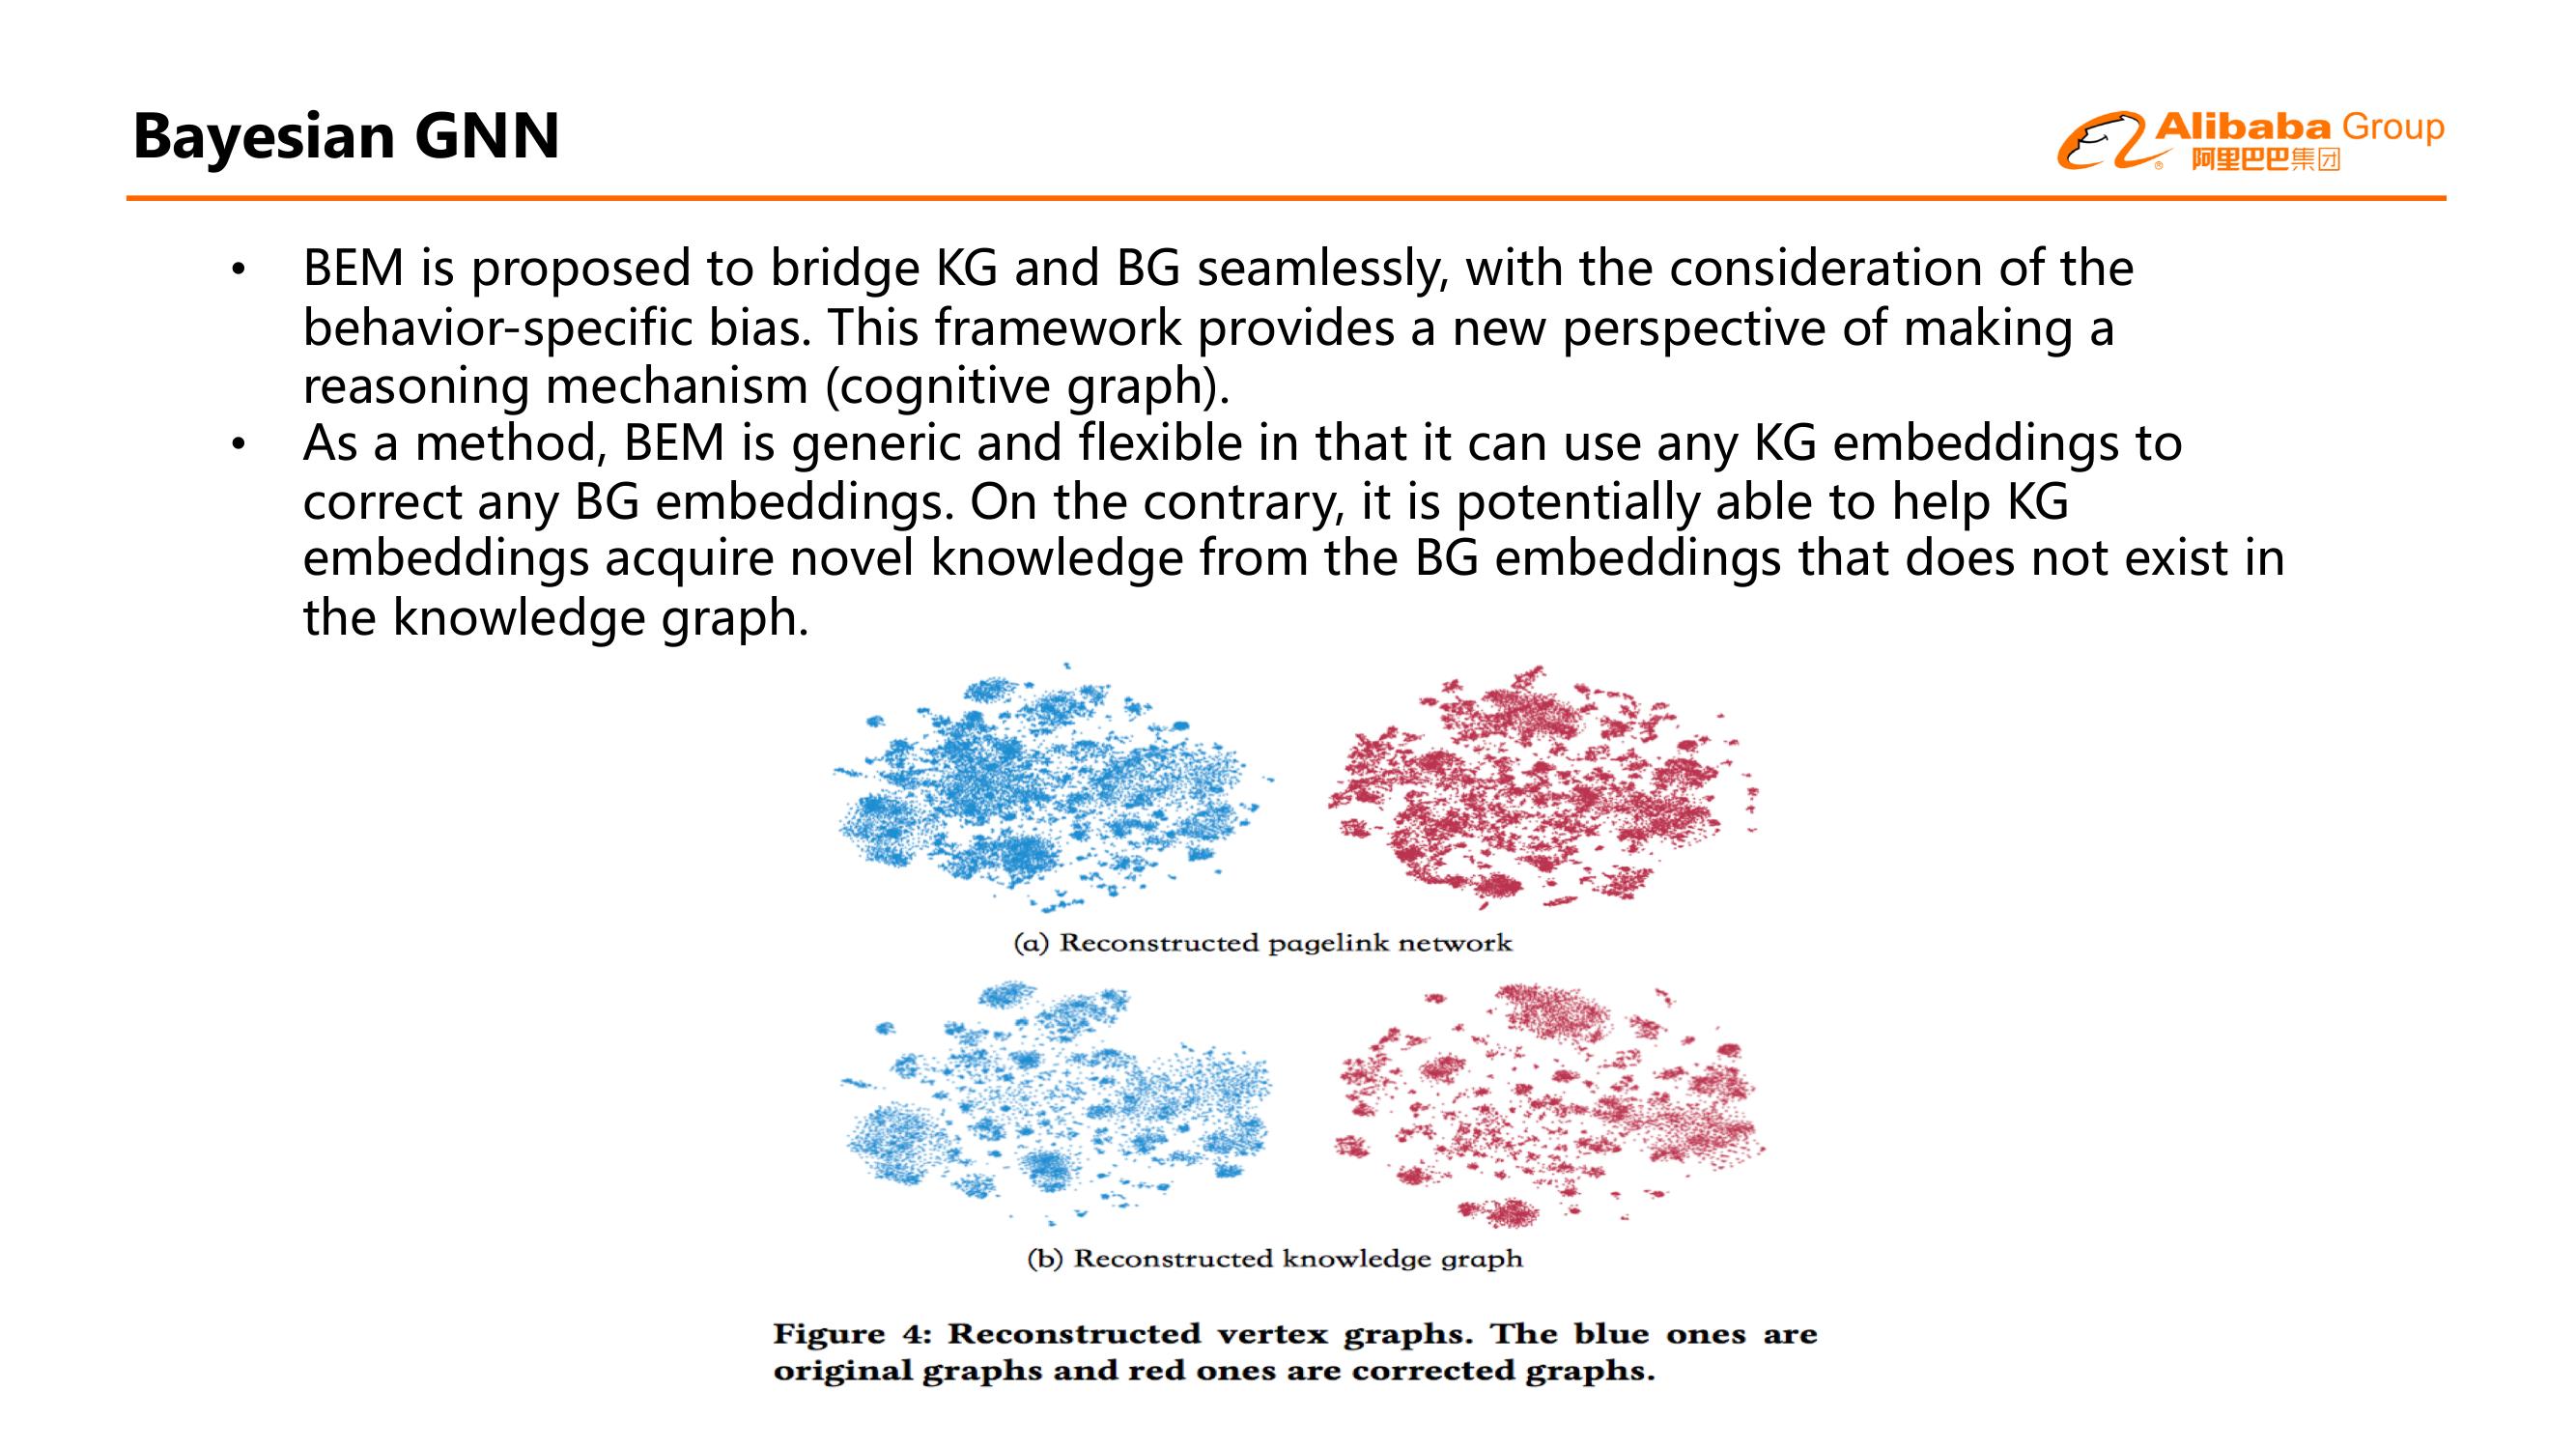 Bayesian GNN
Alibaba Group
阿里巴巴集团
®
• BEM is proposed to bridge KG and BG seamlessly, with the consideration of the
behavior-specific bias. This framework provides a new perspective of making a
reasoning mechanism (cognitive graph).
• As a method, BEM is generic and flexible in that it can use any KG embeddings to
correct any BG embeddings. On the contrary, it is potentially able to help KG
embeddings acquire novel knowledge from the BG embeddings that does not exist in
the knowledge graph.
(a) Reconstructed pagelink network
(b) Reconstructed knowledge graph
Figure 4: Reconstructed vertex graphs. The blue ones are
original graphs and red ones are corrected graphs.